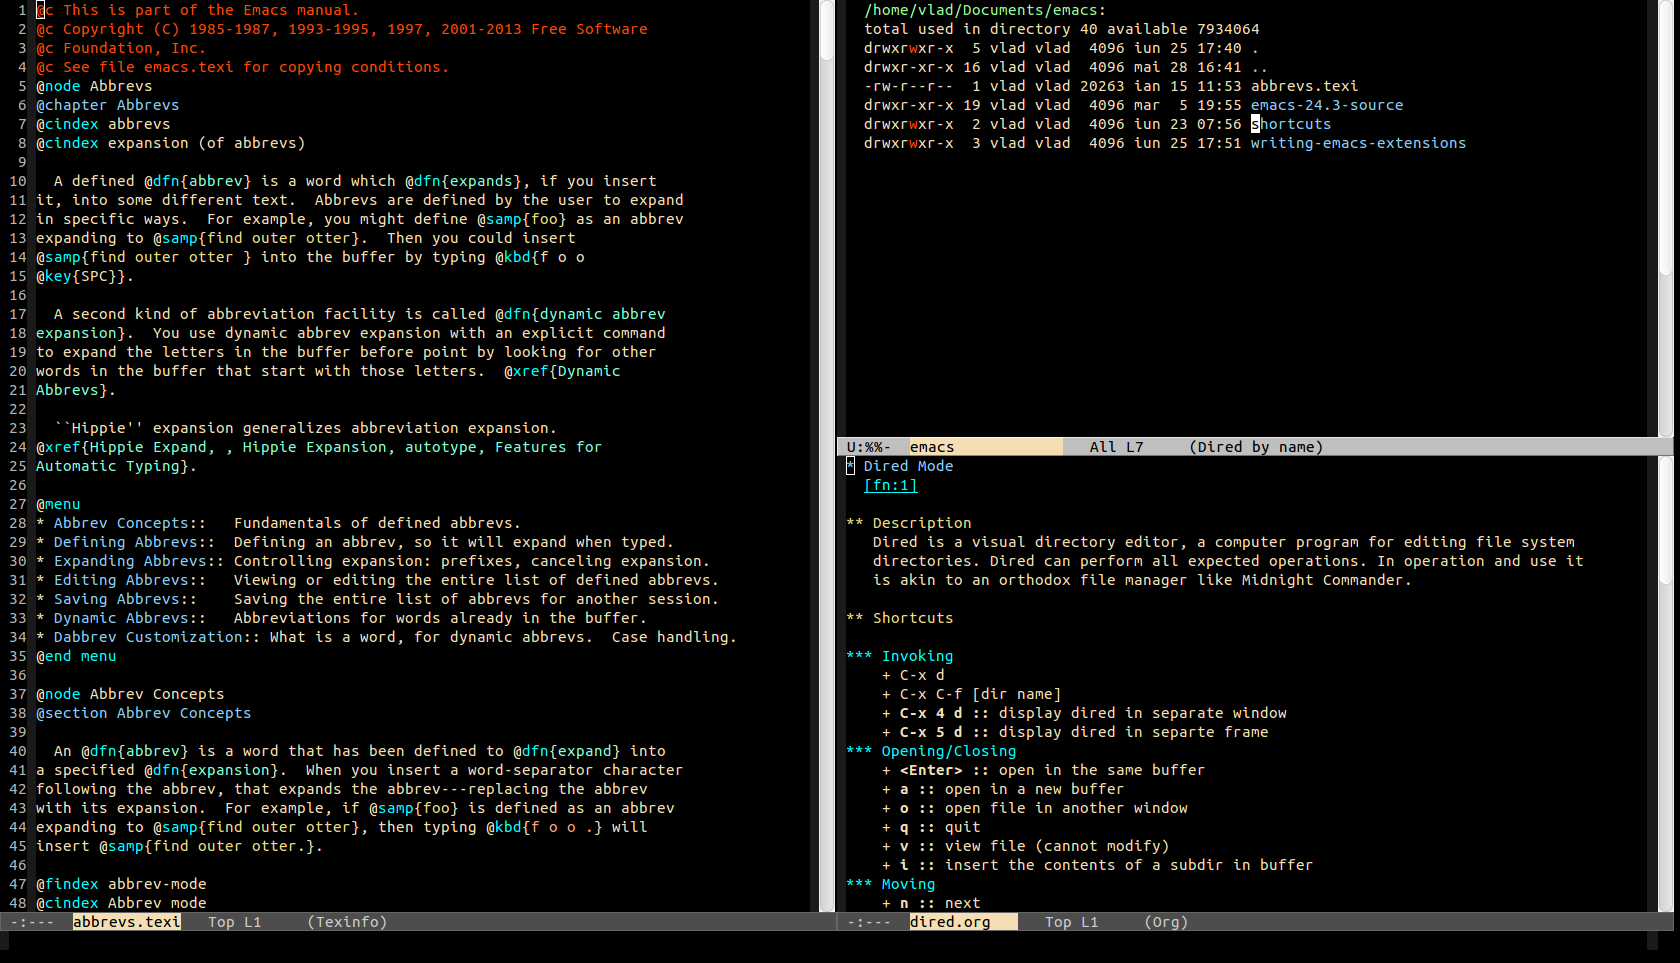 1 @c This is part of the Emacs manual.
2 @c Copyright (C) 1985-1987, 1993-1995, 1997, 2001-2013 Free Software
3 @c Foundation, Inc.
4 @c See file emacs.texi for copying conditions.
5 @node Abbrevs
6 @chapter Abbrevs
7 @cindex abbrevs
8 @cindex expansion (of abbrevs)
9
10   A defined @dfn{abbrev} is a word which @dfn{expands}, if you insert
11 it, into some different text.  Abbrevs are defined by the user to expand
12 in specific ways.  For example, you might define @samp{foo} as an abbrev
13 expanding to @samp{find outer otter}.  Then you could insert
14 @samp{find outer otter } into the buffer by typing @kbd{f o o
15 @key{SPC}}.
16
17   A second kind of abbreviation facility is called @dfn{dynamic abbrev
18 expansion}.  You use dynamic abbrev expansion with an explicit command
19 to expand the letters in the buffer before point by looking for other
20 words in the buffer that start with those letters.  @xref{Dynamic
21 Abbrevs}.
22
23   ``Hippie'' expansion generalizes abbreviation expansion.
24 @xref{Hippie Expand, , Hippie Expansion, autotype, Features for
25 Automatic Typing}.
26
27 @menu
28 * Abbrev Concepts::   Fundamentals of defined abbrevs.
29 * Defining Abbrevs::  Defining an abbrev, so it will expand when typed.
30 * Expanding Abbrevs:: Controlling expansion: prefixes, canceling expansion.
31 * Editing Abbrevs::   Viewing or editing the entire list of defined abbrevs.
32 * Saving Abbrevs::    Saving the entire list of abbrevs for another session.
33 * Dynamic Abbrevs::   Abbreviations for words already in the buffer.
34 * Dabbrev Customization:: What is a word, for dynamic abbrevs.  Case handling.
35 @end menu
36
37 @node Abbrev Concepts
38 @section Abbrev Concepts
39
40   An @dfn{abbrev} is a word that has been defined to @dfn{expand} into
41 a specified @dfn{expansion}.  When you insert a word-separator character
42 following the abbrev, that expands the abbrev---replacing the abbrev
43 with its expansion.  For example, if @samp{foo} is defined as an abbrev
44 expanding to @samp{find outer otter}, then typing @kbd{f o o .} will
45 insert @samp{find outer otter.}.
46
47 @findex abbrev-mode
48 @cindex Abbrev mode
-:---  abbrevs.texi   Top L1     (Texinfo)
/home/vlad/Documents/emacs:
total used in directory 40 available 7934064
drwxrwxr-x  5 vlad vlad  4096 iun 25 17:40 .
drwxr-xr-x 16 vlad vlad  4096 mai 28 16:41 ..
-rw-r--r--  1 vlad vlad 20263 ian 15 11:53 abbrevs.texi
drwxr-xr-x 19 vlad vlad  4096 mar  5 19:55 emacs-24.3-source
drwxrwxr-x  2 vlad vlad  4096 iun 23 07:56 shortcuts
drwxrwxr-x  3 vlad vlad  4096 iun 25 17:51 writing-emacs-extensions
U:%%-  emacs   All L7     (Dired by name)
* Dired Mode
[fn:1]
** Description
Dired is a visual directory editor, a computer program for editing file system
directories. Dired can perform all expected operations. In operation and use it
is akin to an orthodox file manager like Midnight Commander.
** Shortcuts
*** Invoking
+ C-x d
+ C-x C-f [dir name]
+ C-x 4 d :: display dired in separate window
+ C-x 5 d :: display dired in separte frame
*** Opening/Closing
+ <Enter> :: open in the same buffer
+ a :: open in a new buffer
+ o :: open file in another window
+ q :: quit
+ v :: view file (cannot modify)
+ i :: insert the contents of a subdir in buffer
*** Moving
+ n :: next
-:---  dired.org   Top L1     (Org)